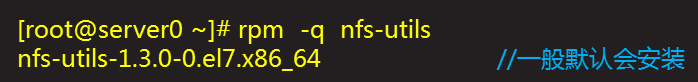 [root@server0 ~]# rpm -q nfs-utils
nfs-utils-1.3.0-0.el7.x86_64 //一般默认会安装